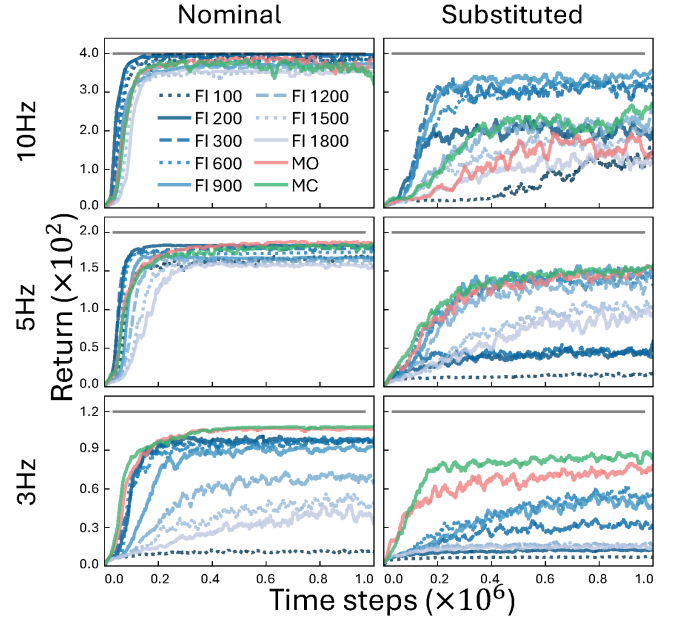 Nominal
Substituted
10Hz
5Hz
3Hz
Return (×10²)
4.0
3.0
2.0
1.0
0.0
FI 100
FI 200
FI 300
FI 600
FI 900
FI 1200
FI 1500
FI 1800
MO
MC
2.0
1.5
1.0
0.5
0.0
1.2
0.9
0.6
0.3
0.0
0.0 0.2 0.4 0.6 0.8 1.0
0.0 0.2 0.4 0.6 0.8 1.0
Time steps (×10⁶)